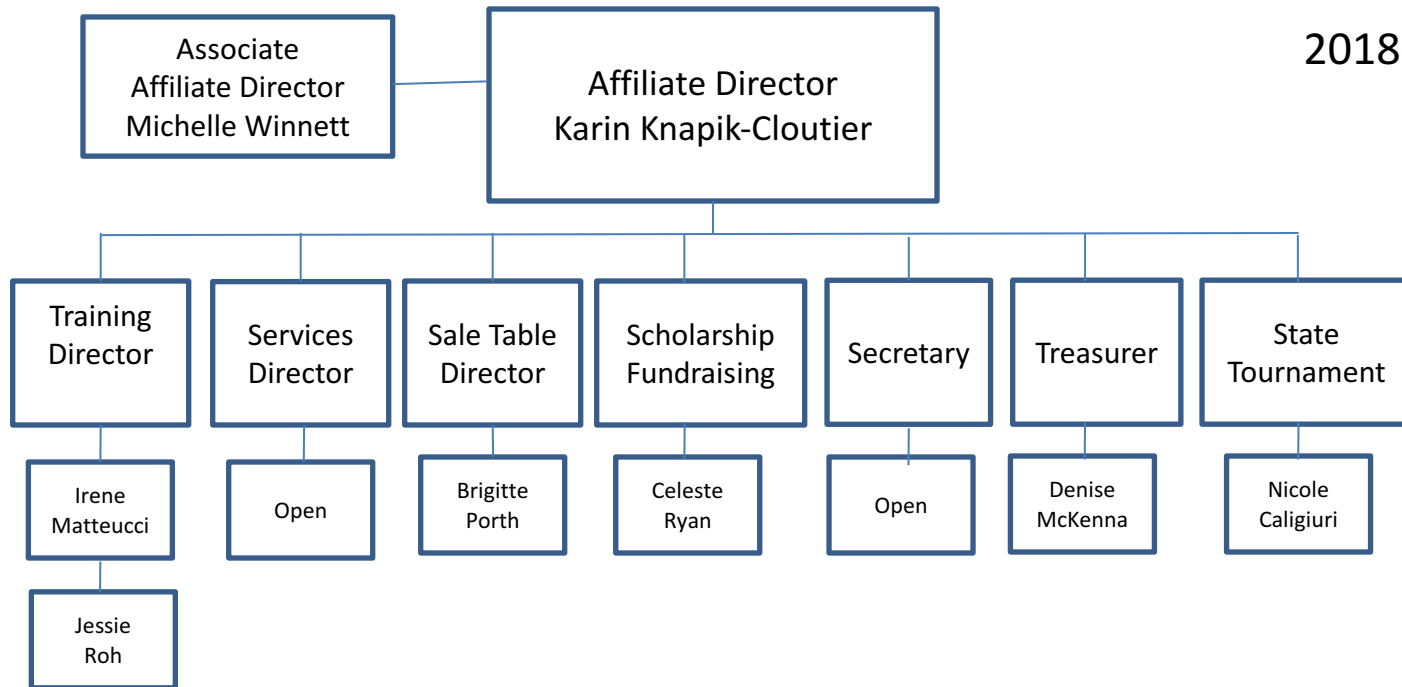 Associate
Affiliate Director
Michelle Winnett
Affiliate Director
Karin Knapik-Cloutier
2018
Training
Director
Services
Director
Sale Table
Director
Scholarship
Fundraising
Secretary
Treasurer
State
Tournament
Irene
Matteucci
Open
Brigitte
Porth
Celeste
Ryan
Open
Denise
McKenna
Nicole
Caligiuri
Jessie
Roh